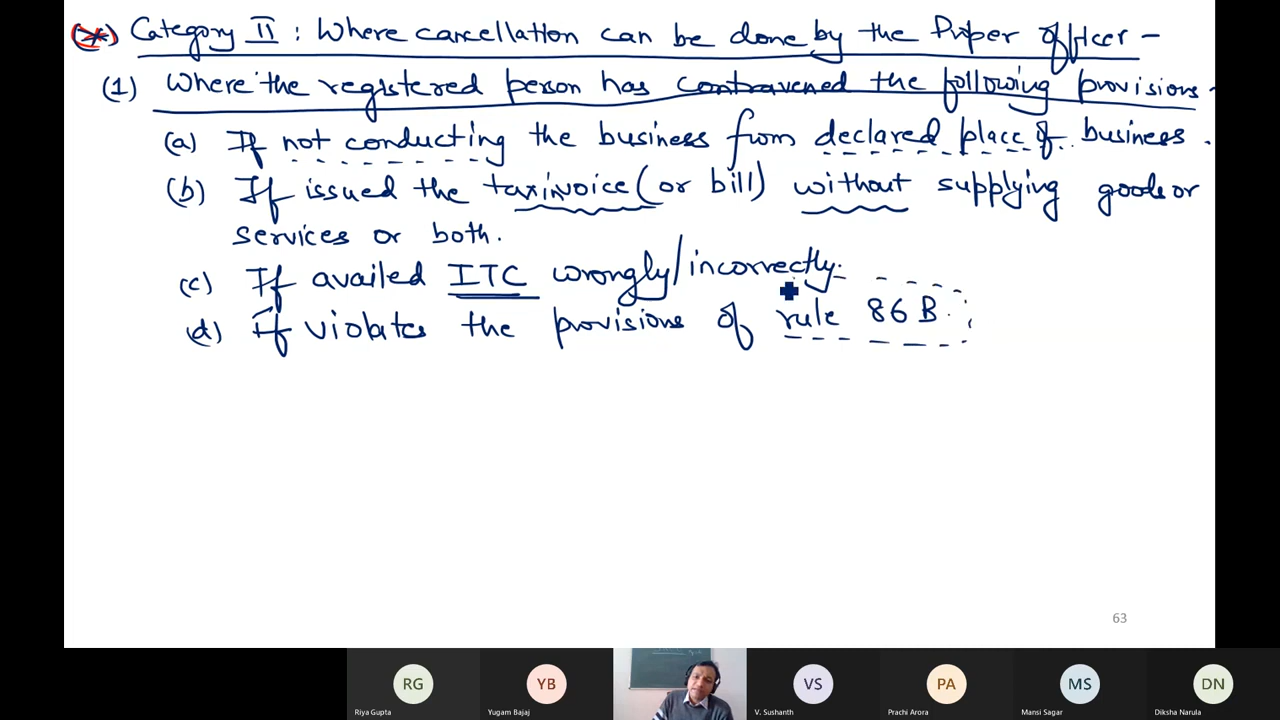 (*) Category II : Where cancellation can be done by the Proper officer -
(1) Where the registered person has contravened the following provisions -
(a) If not conducting the business from declared place of business .
(b) If issued the tax invoice (or bill) without supplying goods or
services or both.
(c) If availed ITC wrongly/incorrectly.
(d) If violates the provisions of rule 86B.
63
RG YB VS PA MS DN
Riya Gupta Yugam Bajaj V. Sushanth Prachi Arora Mansi Sagar Diksha Narula